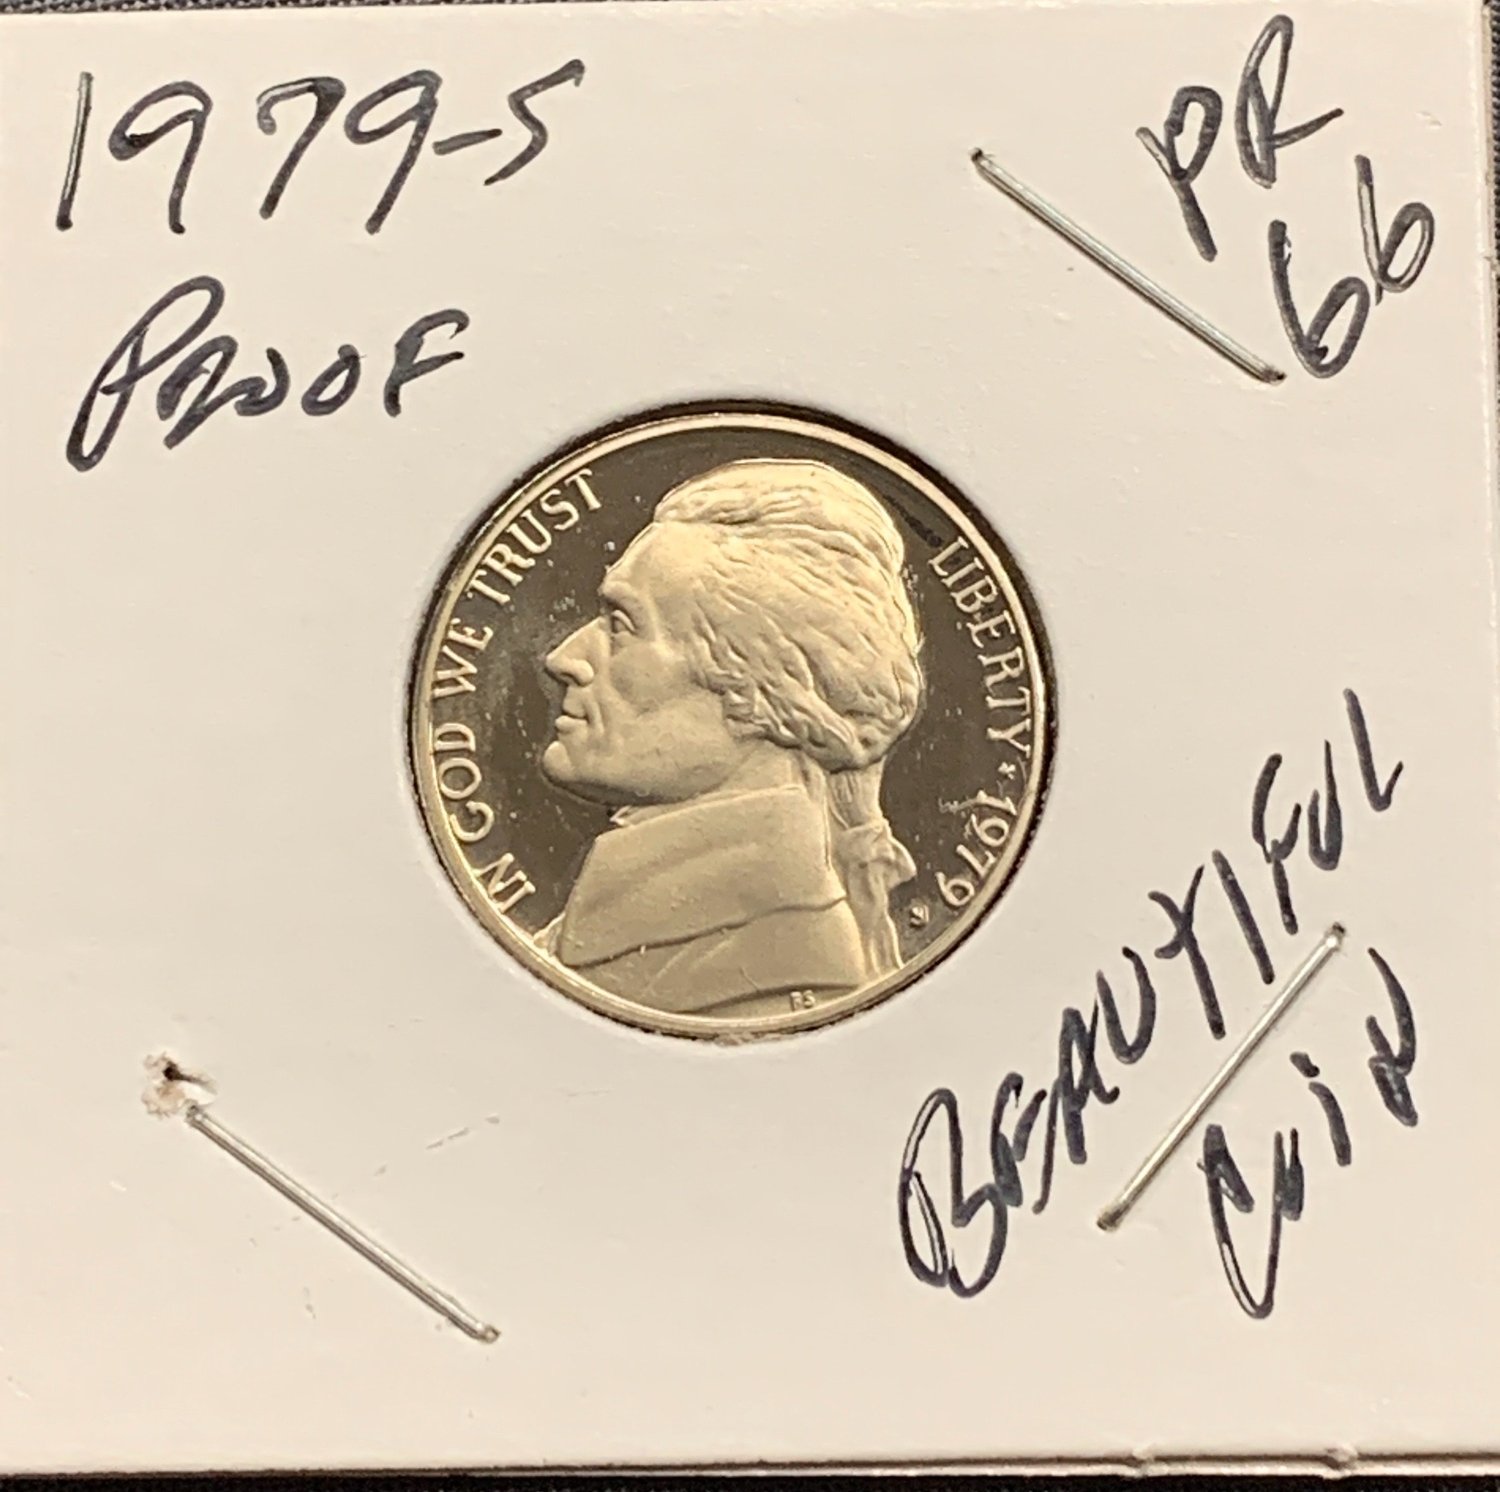 1979-S
PROOF
PR
66
IN GOD WE TRUST
LIBERTY * 1979
S
FS
BEAUTIFUL
COIN